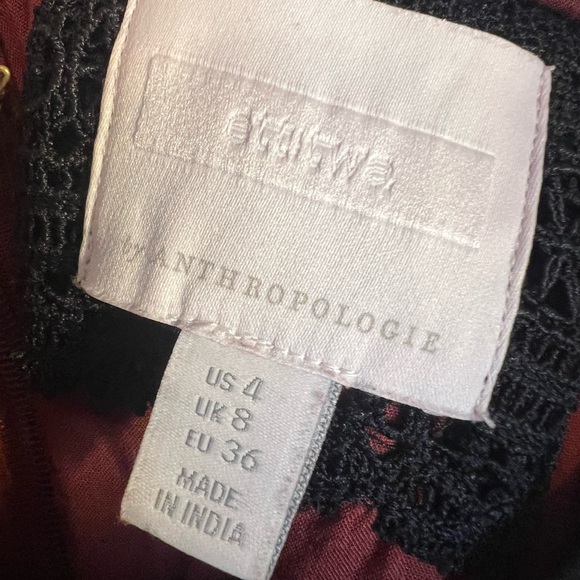 by ANTHROPOLOGIE
US 4
UK 8
EU 36
MADE
IN INDIA